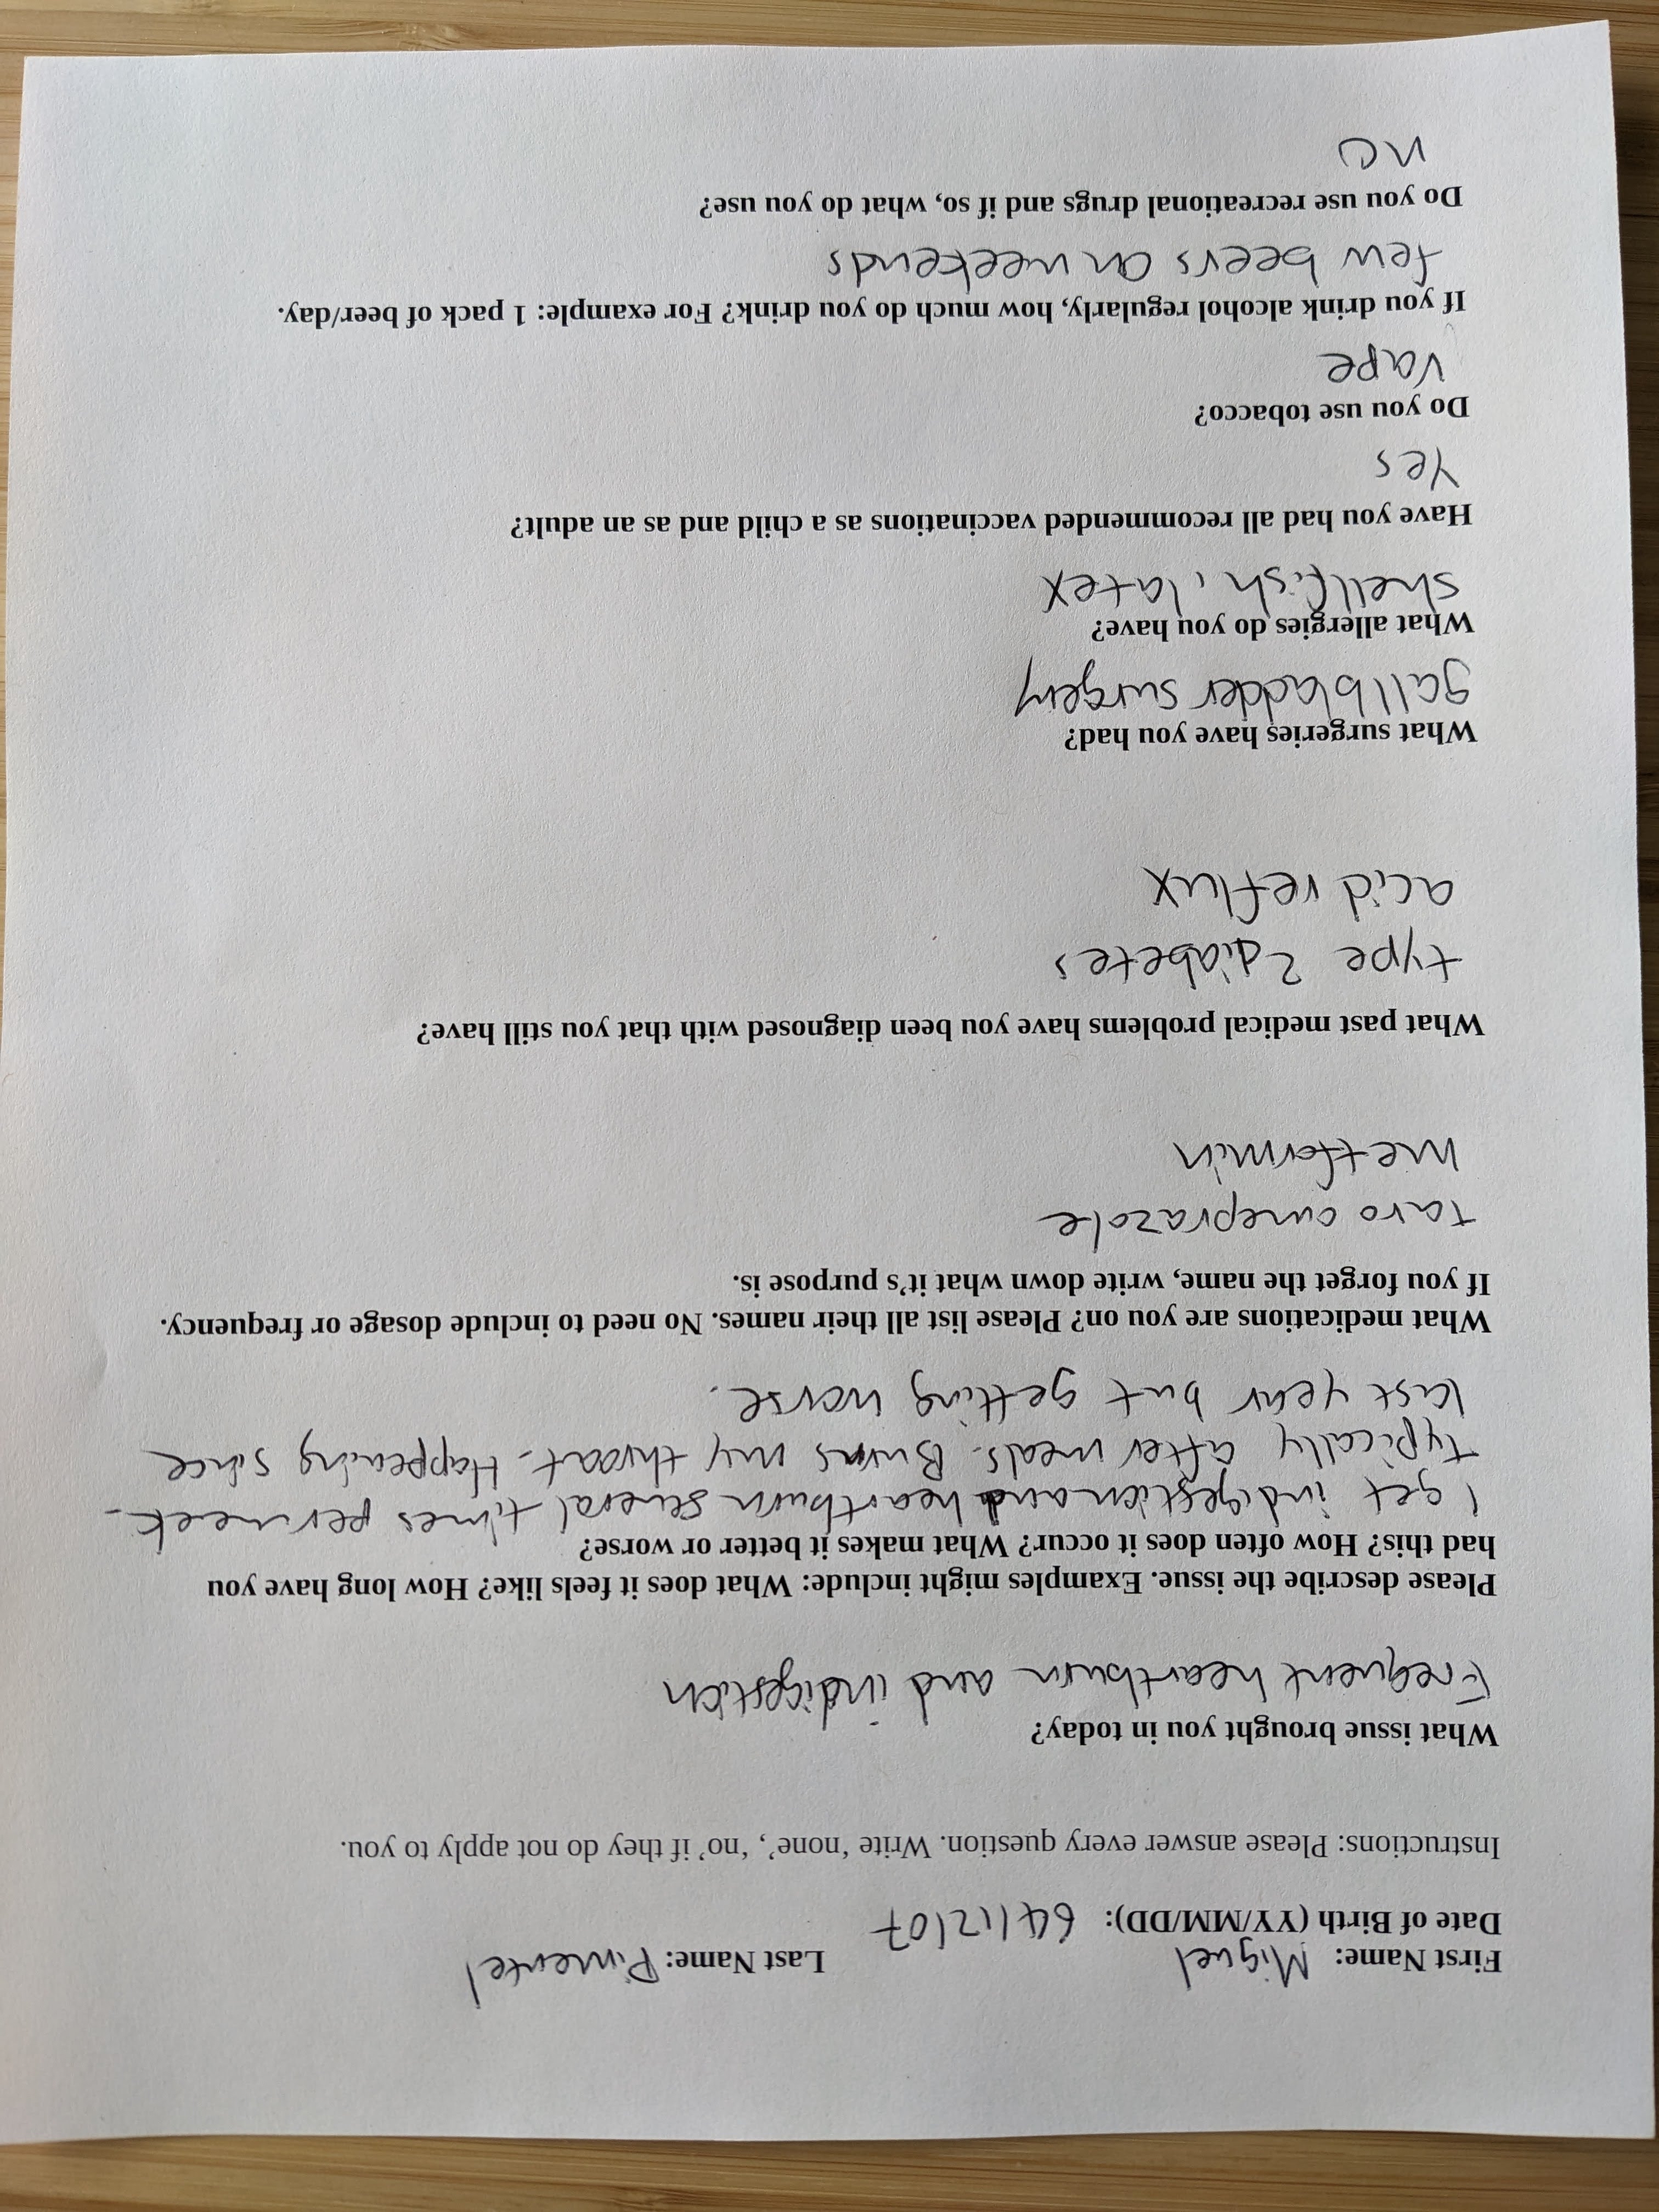 First Name: Miguel Last Name: Pimentel
Date of Birth (YY/MM/DD): 64/12/07
Instructions: Please answer every question. Write ‘none’, ‘no’ if they do not apply to you.
What issue brought you in today?
Frequent heartburn and indigestion
Please describe the issue. Examples might include: What does it feels like? How long have you
had this? How often does it occur? What makes it better or worse?
I get indigestion and heartburn several times per week.
typically after meals. Burns my throat. Happening since
last year but getting worse.
What medications are you on? Please list all their names. No need to include dosage or frequency.
If you forget the name, write down what it’s purpose is.
taro omeprazole
metformin
What past medical problems have you been diagnosed with that you still have?
type 2 diabetes
acid reflux
What surgeries have you had?
gallbladder surgery
What allergies do you have?
shellfish, latex
Have you had all recommended vaccinations as a child and as an adult?
Yes
Do you use tobacco?
Vape
If you drink alcohol regularly, how much do you drink? For example: 1 pack of beer/day.
few beers on weekends
Do you use recreational drugs and if so, what do you use?
no